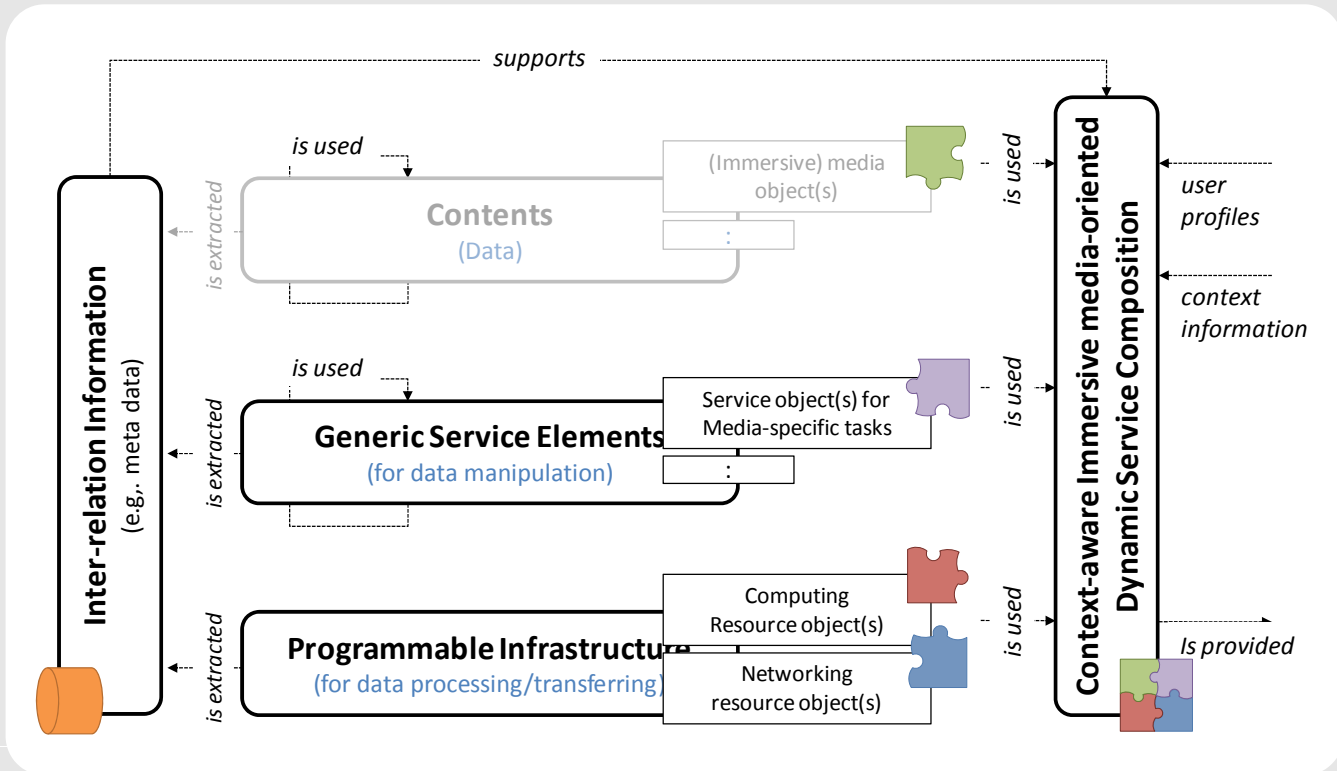 supports
is used
(Immersive) media
object(s)
:
Contents
(Data)
is extracted
is used
user
profiles
context
information
Inter-relation Information
(e.g,. meta data)
is used
Service object(s) for
Media-specific tasks
:
Generic Service Elements
(for data manipulation)
is extracted
is used
Context-aware Immersive media-oriented
Dynamic Service Composition
Computing
Resource object(s)
Programmable Infrastructure
(for data processing/transferring)
Networking
resource object(s)
is extracted
is used
Is provided